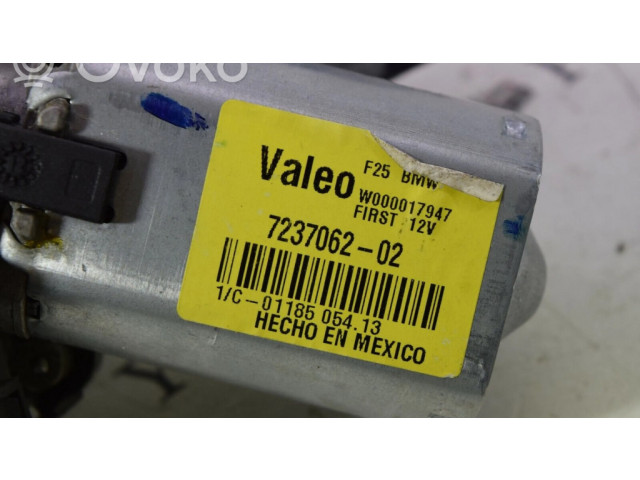 OVOKO
Valeo
F25 BMW
W000017947
FIRST 12V
7237062-02
1/C-01185 054.13
HECHO EN MEXICO